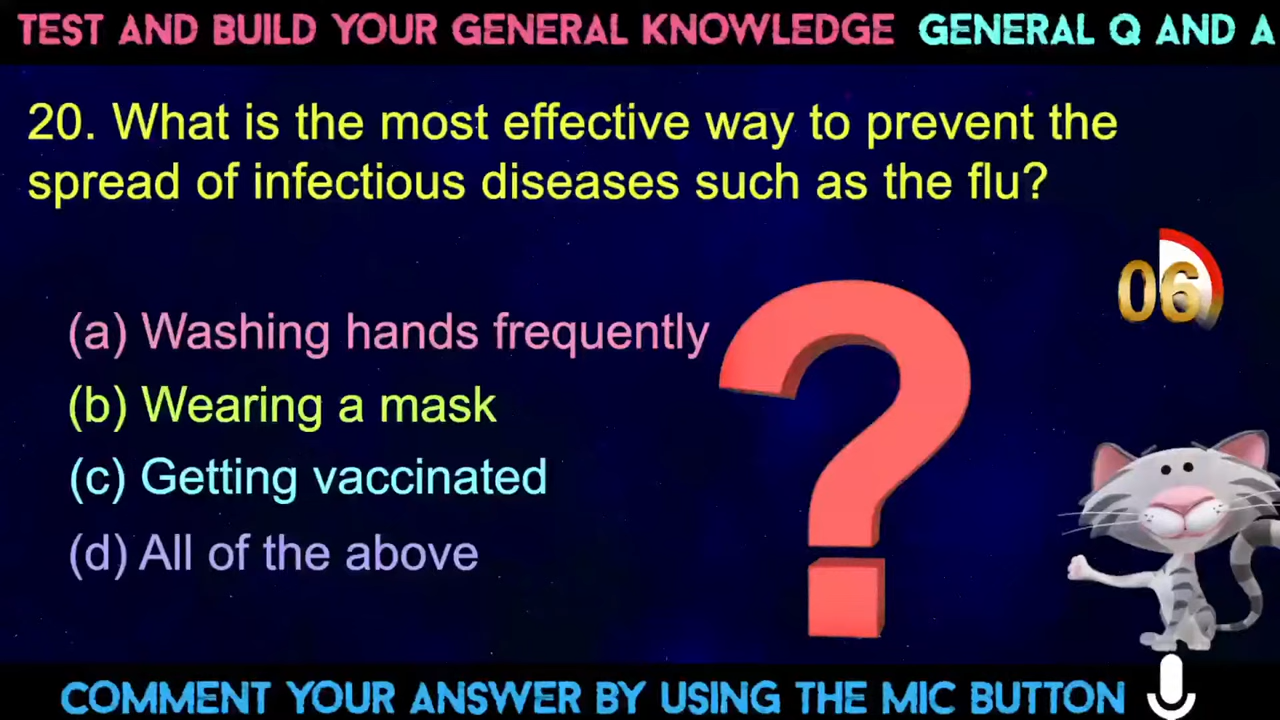 TEST AND BUILD YOUR GENERAL KNOWLEDGE GENERAL Q AND A
20. What is the most effective way to prevent the
spread of infectious diseases such as the flu?
06
(a) Washing hands frequently
(b) Wearing a mask
(c) Getting vaccinated
(d) All of the above
?
COMMENT YOUR ANSWER BY USING THE MIC BUTTON